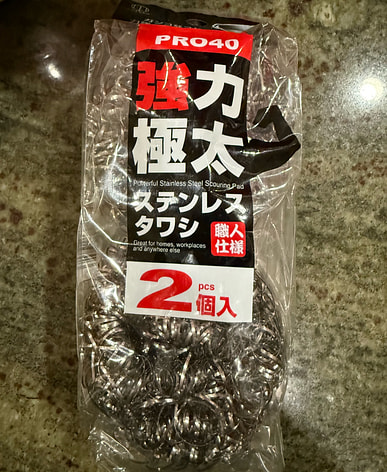 PRO40
強力
極太
Powerful Stainless Steel Scouring Pad
ステンレス
タワシ
職人
仕様
Great for homes, workplaces
and anywhere else
2 pcs
個入